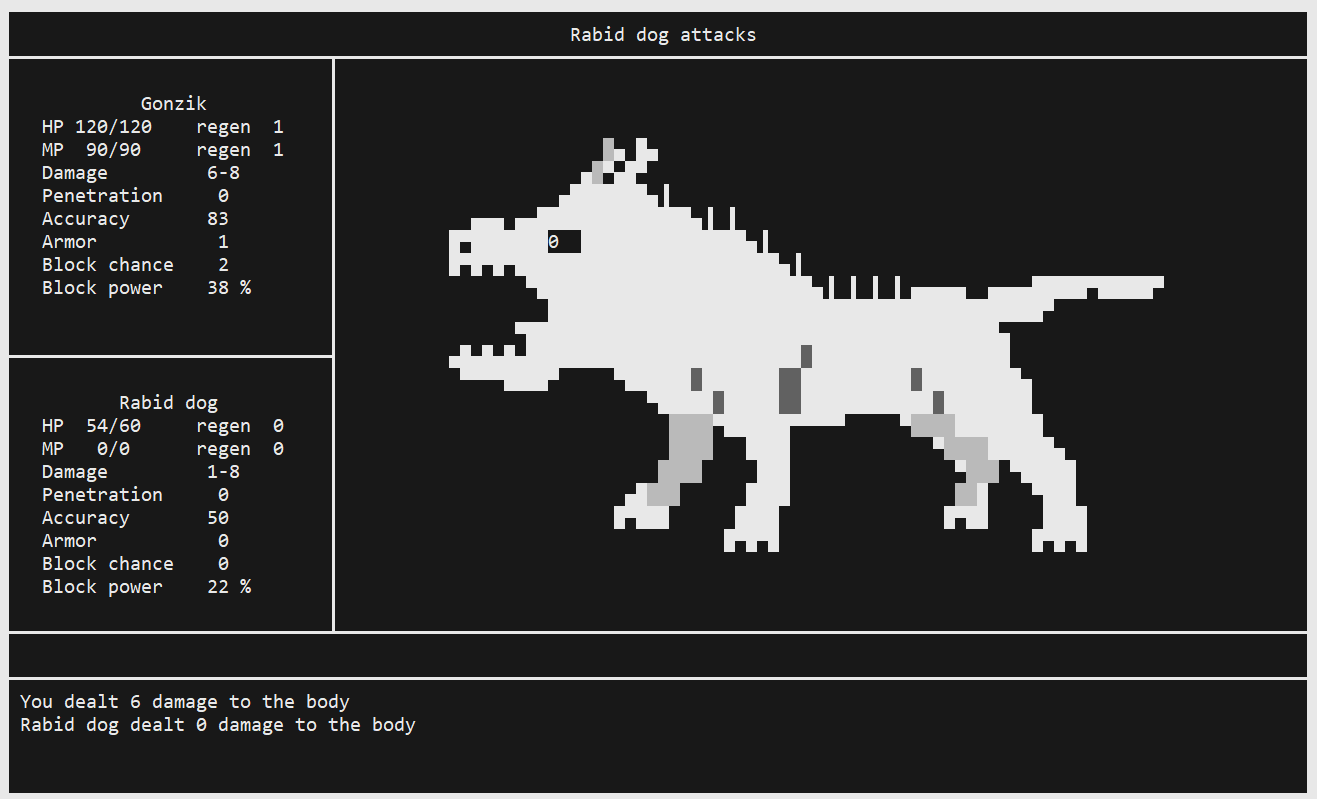 Rabid dog attacks
Gonzik
HP 120/120    regen  1
MP  90/90     regen  1
Damage         6-8
Penetration     0
Accuracy       83
Armor           1
Block chance    2
Block power    38 %
Rabid dog
HP  54/60     regen  0
MP   0/0      regen  0
Damage         1-8
Penetration     0
Accuracy       50
Armor           0
Block chance    0
Block power    22 %
0
You dealt 6 damage to the body
Rabid dog dealt 0 damage to the body